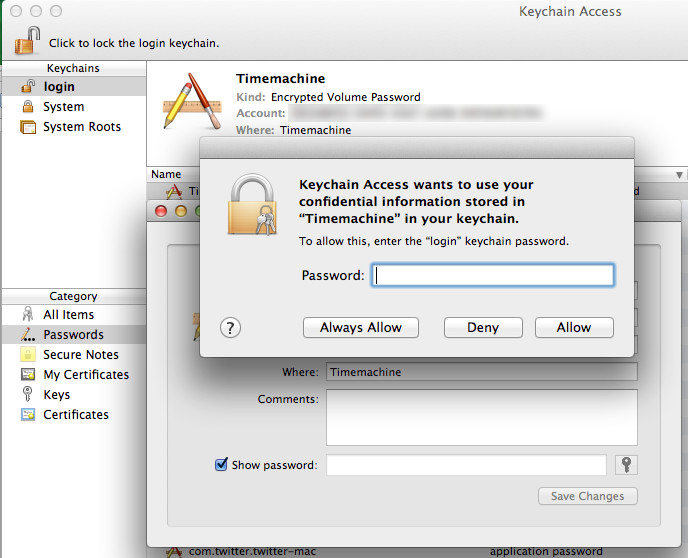 Keychain Access
Click to lock the login keychain.
Keychains
login
System
System Roots
Timemachine
Kind: Encrypted Volume Password
Account:
Where: Timemachine
Name
Keychain Access wants to use your
confidential information stored in
“Timemachine” in your keychain.
To allow this, enter the “login” keychain password.
Password:
?
Always Allow
Deny
Allow
Category
All Items
Passwords
Secure Notes
My Certificates
Keys
Certificates
Where: Timemachine
Comments:
Show password:
Save Changes
com.twitter.twitter-mac application password